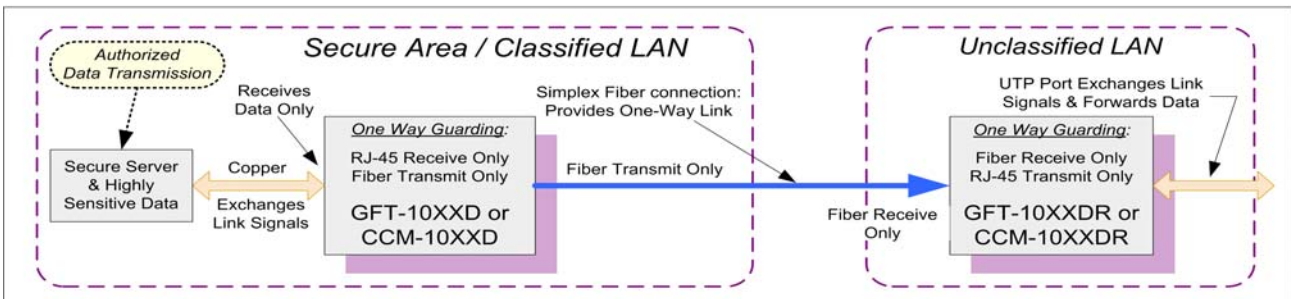 Secure Area / Classified LAN
Unclassified LAN
Authorized
Data Transmission
Receives
Data Only
Simplex Fiber connection:
Provides One-Way Link
UTP Port Exchanges Link
Signals & Forwards Data
Secure Server
& Highly
Sensitive Data
Copper
Exchanges
Link Signals
One Way Guarding:
RJ-45 Receive Only
Fiber Transmit Only
GFT-10XXD or
CCM-10XXD
Fiber Transmit Only
Fiber Receive
Only
One Way Guarding:
Fiber Receive Only
RJ-45 Transmit Only
GFT-10XXDR or
CCM-10XXDR